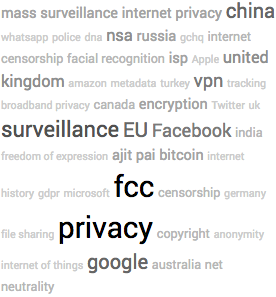 mass surveillance internet privacy china
whatsapp police dna nsa russia gchq internet
censorship facial recognition isp Apple united
kingdom amazon metadata turkey vpn tracking
broadband privacy canada encryption Twitter uk
surveillance EU Facebook india
freedom of expression ajit pai bitcoin internet
history gdpr microsoft fcc censorship germany
file sharing privacy copyright anonymity
internet of things google australia net
neutrality